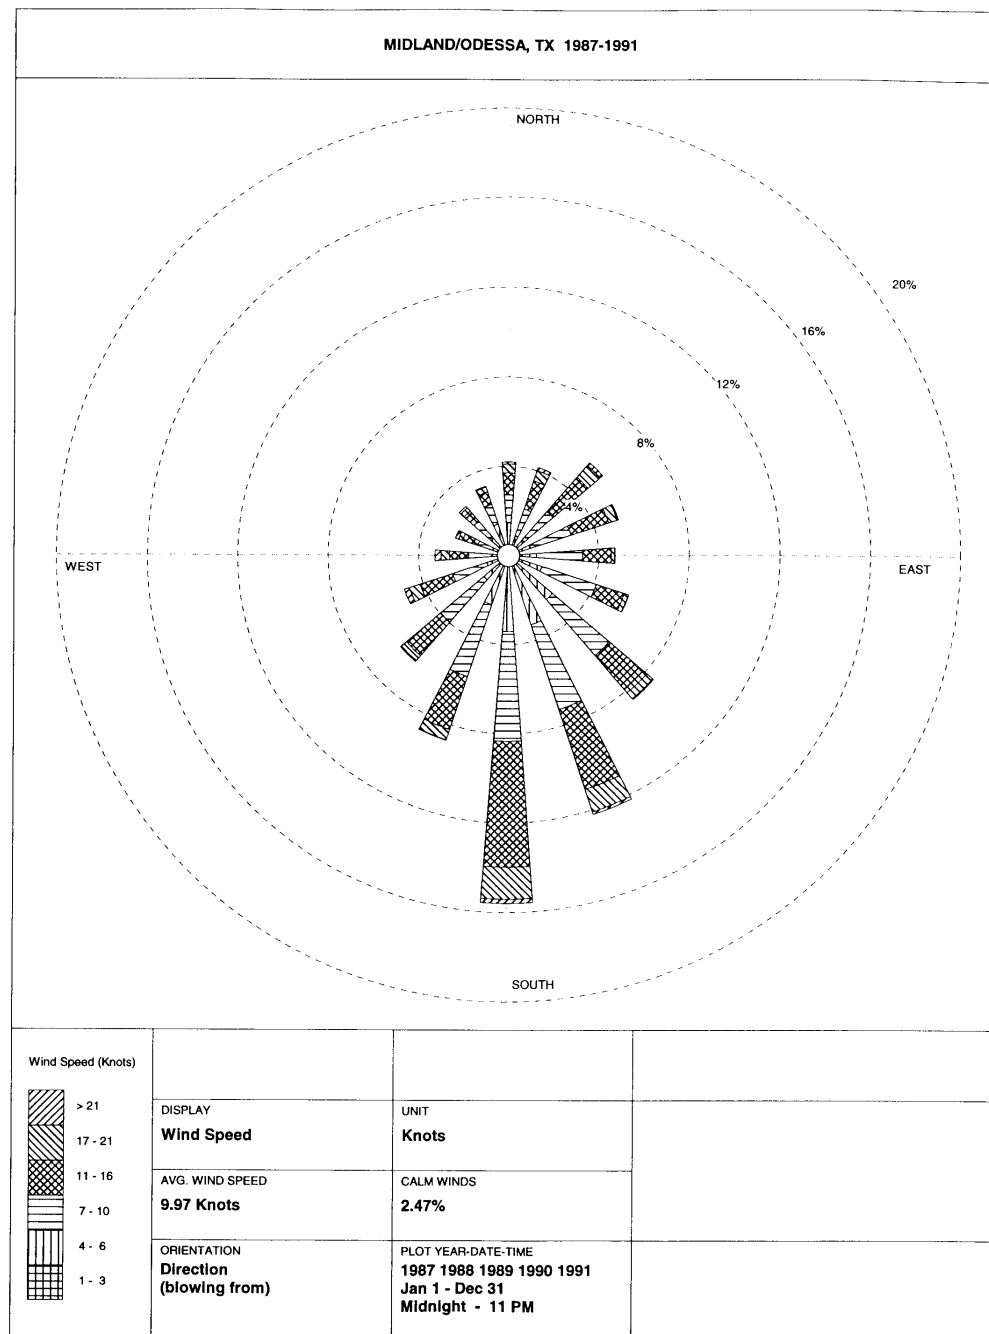 MIDLAND/ODESSA, TX 1987-1991
NORTH
20%
16%
12%
8%
4%
WEST
EAST
SOUTH
Wind Speed (Knots)
> 21
17 - 21
11 - 16
7 - 10
4 - 6
1 - 3
DISPLAY
Wind Speed
UNIT
Knots
AVG. WIND SPEED
9.97 Knots
CALM WINDS
2.47%
ORIENTATION
Direction
(blowing from)
PLOT YEAR-DATE-TIME
1987 1988 1989 1990 1991
Jan 1 - Dec 31
Midnight - 11 PM